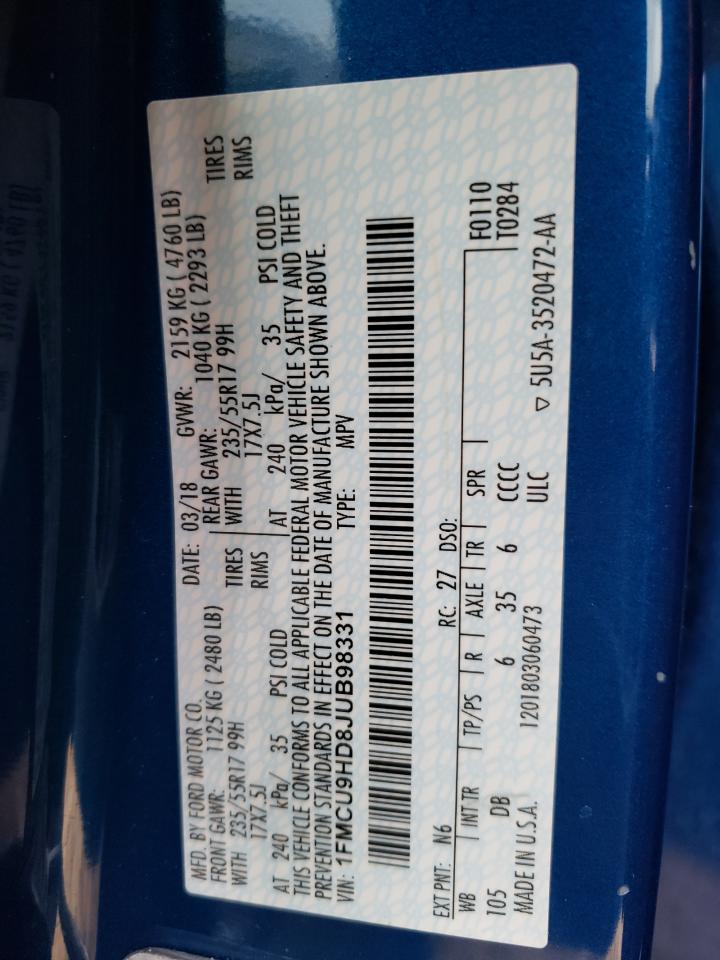 MFD. BY FORD MOTOR CO. DATE: 03/18 GVWR: 2159 KG ( 4760 LB)
FRONT GAWR: 1125 KG ( 2480 LB) REAR GAWR: 1040 KG ( 2293 LB)
WITH 235/55R17 99H TIRES WITH 235/55R17 99H TIRES
17X7.5J RIMS 17X7.5J RIMS
AT 240 kPa/ 35 PSI COLD AT 240 kPa/ 35 PSI COLD
THIS VEHICLE CONFORMS TO ALL APPLICABLE FEDERAL MOTOR VEHICLE SAFETY AND THEFT
PREVENTION STANDARDS IN EFFECT ON THE DATE OF MANUFACTURE SHOWN ABOVE.
VIN: 1FMCU9HD8JUB98331 TYPE: MPV
EXT PNT: N6 RC: 27 DSO:
WB INT TR TP/PS R AXLE TR SPR F0110
105 DB 6 35 6 CCCC T0284
MADE IN U.S.A. 1201803060473 ULC ▽ 5U5A-3520472-AA